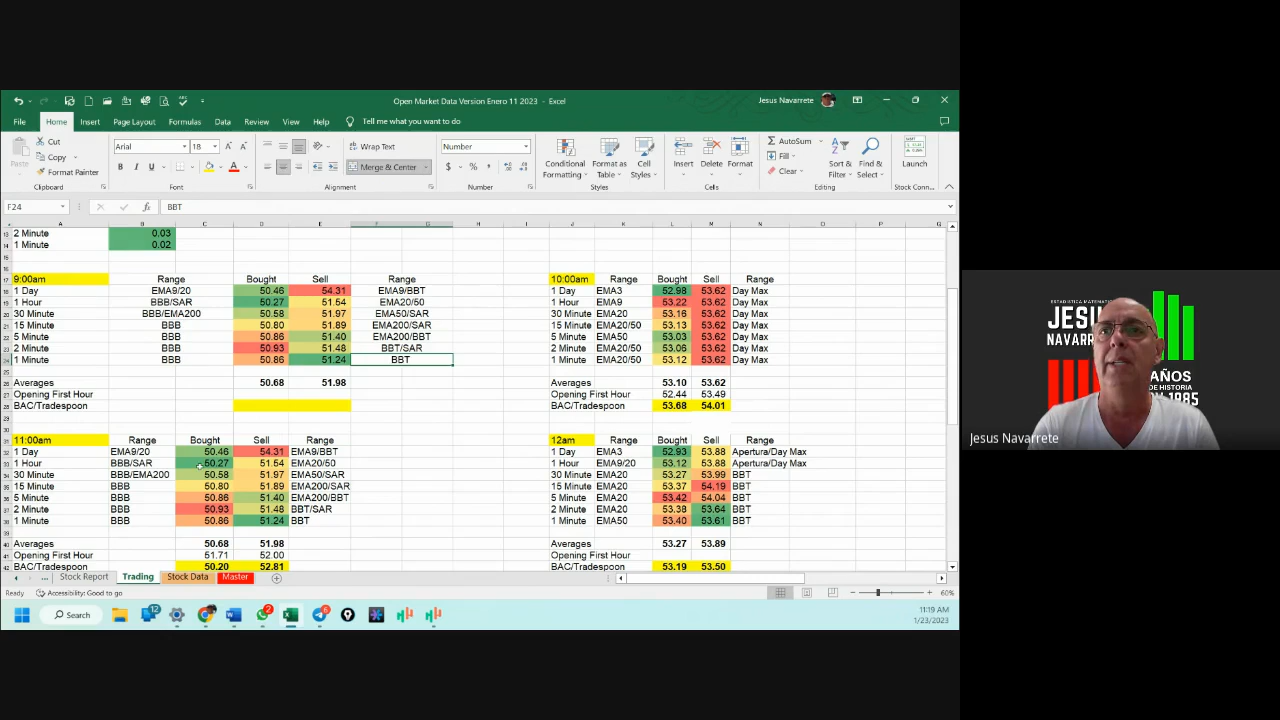 Open Market Data Version Enero 11 2023 - Excel
Jesus Navarrete
File Home Insert Page Layout Formulas Data Review View Help Tell me what you want to do
Paste
Cut
Copy
Format Painter
Clipboard
Arial 18
B I U
Font
Wrap Text
Merge & Center
Alignment
Number
$ % ,
Number
Conditional Formatting
Format as Table
Cell Styles
Styles
Insert Delete Format
Cells
AutoSum
Fill
Clear
Sort & Filter
Find & Select
Editing
Launch
Stock Conn...
F24 fx BBT
A B C D E F G H I J K L M N O P
2 Minute 0.03
1 Minute 0.02
9:00am Range Bought Sell Range
1 Day EMA9/20 50.46 54.31 EMA9/BBT
1 Hour BBB/SAR 50.27 51.54 EMA20/50
30 Minute BBB/EMA200 50.58 51.97 EMA50/SAR
15 Minute BBB 50.80 51.89 EMA200/SAR
5 Minute BBB 50.86 51.40 EMA200/BBT
2 Minute BBB 50.93 51.48 BBT/SAR
1 Minute BBB 50.86 51.24 BBT
Averages 50.68 51.98
Opening First Hour
BAC/Tradespoon
10:00am Range Bought Sell Range
1 Day EMA3 52.98 53.62 Day Max
1 Hour EMA9 53.22 53.62 Day Max
30 Minute EMA20 53.16 53.62 Day Max
15 Minute EMA20/50 53.13 53.62 Day Max
5 Minute EMA50 53.03 53.62 Day Max
2 Minute EMA20/50 53.06 53.62 Day Max
1 Minute EMA20/50 53.12 53.62 Day Max
Averages 53.10 53.62
Opening First Hour 52.44 53.49
BAC/Tradespoon 53.68 54.01
11:00am Range Bought Sell Range
1 Day EMA9/20 50.46 54.31 EMA9/BBT
1 Hour BBB/SAR 50.27 51.54 EMA20/50
30 Minute BBB/EMA200 50.58 51.97 EMA50/SAR
15 Minute BBB 50.80 51.89 EMA200/SAR
5 Minute BBB 50.86 51.40 EMA200/BBT
2 Minute BBB 50.93 51.48 BBT/SAR
1 Minute BBB 50.86 51.24 BBT
Averages 50.68 51.98
Opening First Hour 51.71 52.00
BAC/Tradespoon 50.20 52.81
12am Range Bought Sell Range
1 Day EMA3 52.93 53.88 Apertura/Day Max
1 Hour EMA9/20 53.12 53.88 Apertura/Day Max
30 Minute EMA20 53.27 53.99 BBT
15 Minute EMA20 53.37 54.19 BBT
5 Minute EMA20 53.42 54.04 BBT
2 Minute EMA20 53.38 53.64 BBT
1 Minute EMA50 53.40 53.61 BBT
Averages 53.27 53.89
Opening First Hour
BAC/Tradespoon 53.19 53.50
... Stock Report Trading Stock Data Master
Ready Accessibility: Good to go 60%
Search
12
2
6
11:19 AM
1/23/2023
NAVARR
AÑOS
DE HISTORIA
1985
Jesus Navarrete